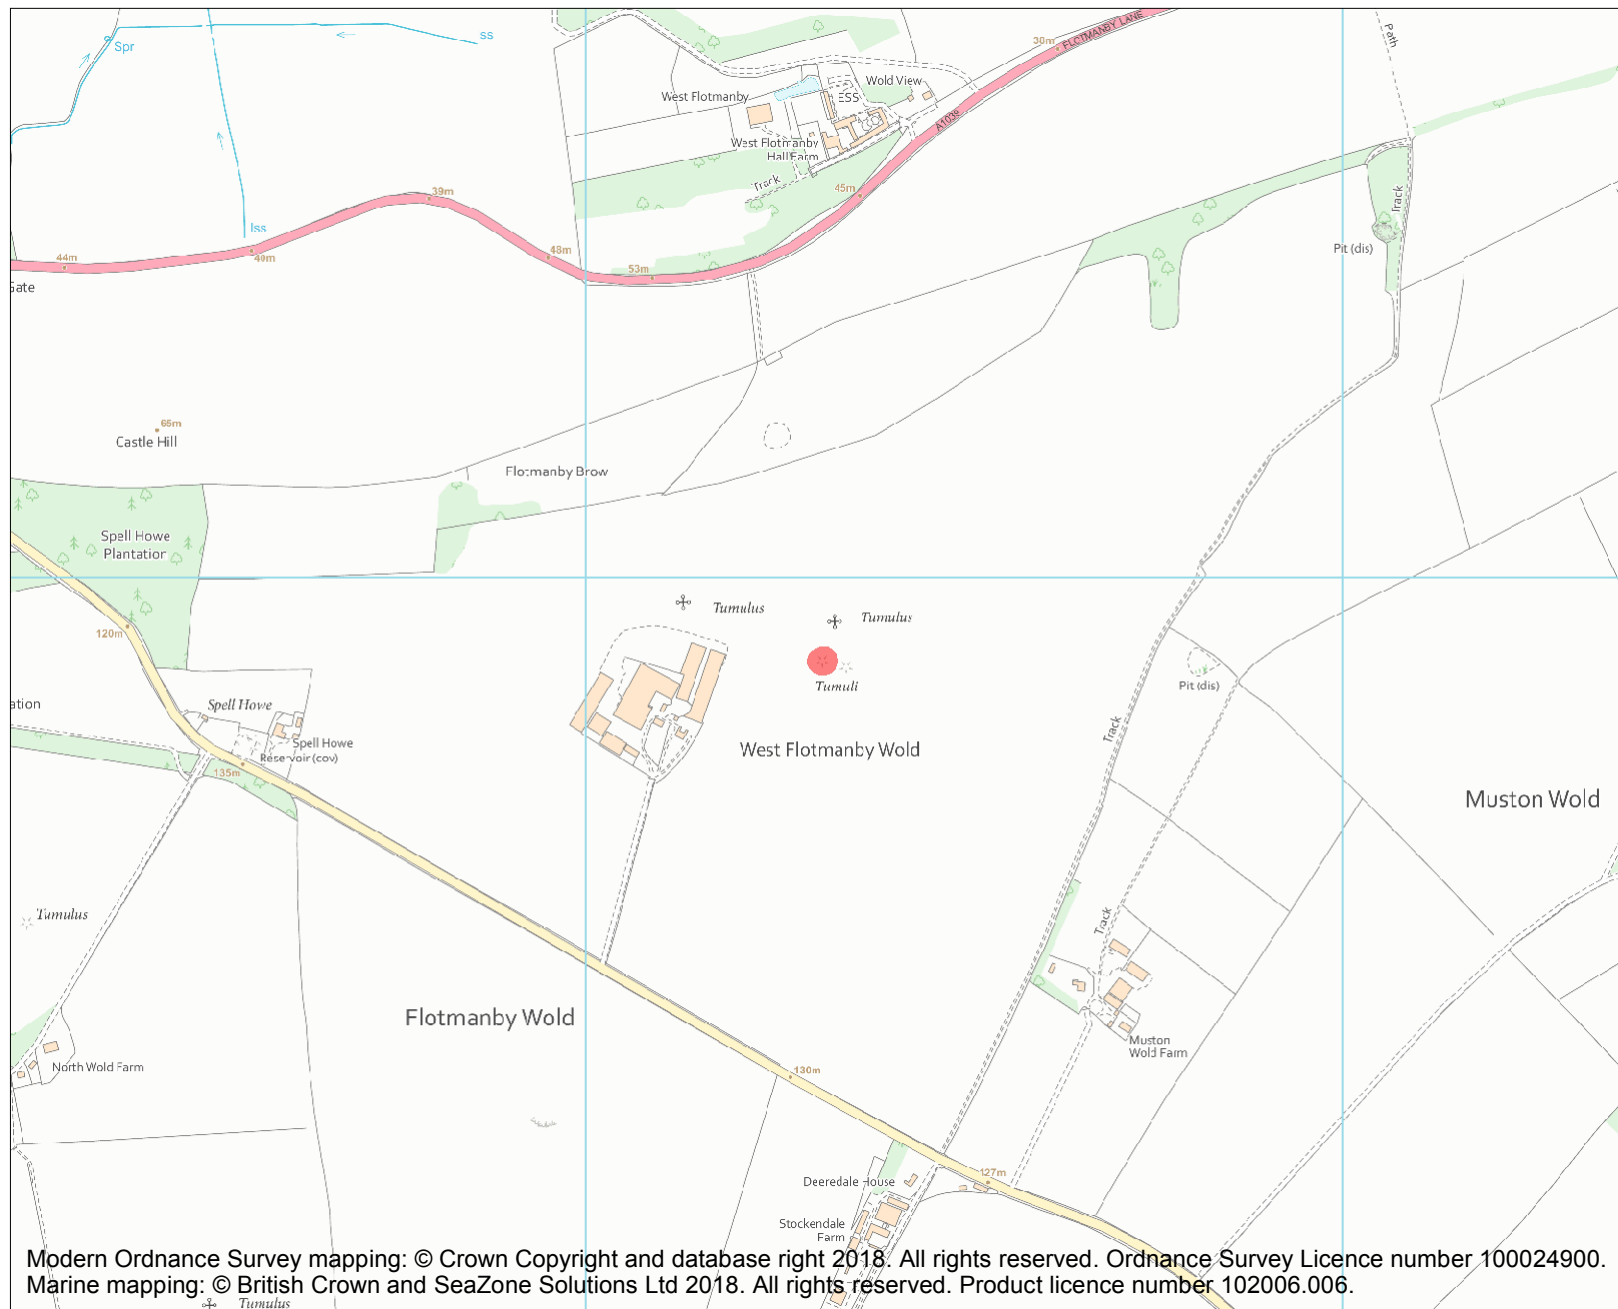 Spr
ss
30m
FLOTMANBY LANE
Path
Wold View
West Flotmanby
ESS
A1039
West Flotmanby
Hall Farm
Track
45m
Track
39m
Iss
44m
40m
48m
53m
Pit (dis)
65m
Castle Hill
Flotmanby Brow
Spell Howe
Plantation
120m
Tumulus
Tumulus
Pit (dis)
Tumuli
Spell Howe
Track
Spell Howe
Reservoir (cov)
135m
West Flotmanby Wold
Muston Wold
Tumulus
Track
Flotmanby Wold
Muston
Wold Farm
North Wold Farm
130m
127m
Deeredale House
Stockendale
Farm
Modern Ordnance Survey mapping: © Crown Copyright and database right 2018. All rights reserved. Ordnance Survey Licence number 100024900.
Marine mapping: © British Crown and SeaZone Solutions Ltd 2018. All rights reserved. Product licence number 102006.006.
Tumulus